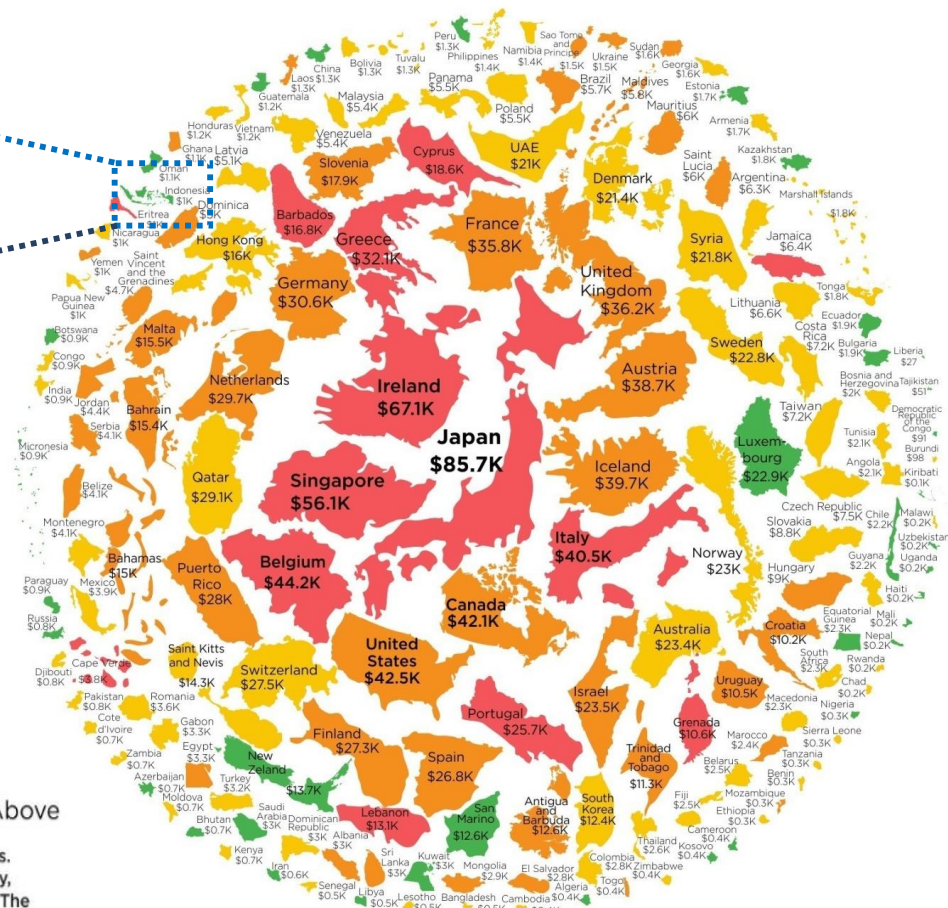 Peru
$1.3K
Philippines
$1.4K
Namibia
$1.4K
Sao Tome
and
Principe
$1.5K
Ukraine
$1.5K
Sudan
$1.6K
Georgia
$1.6K
Estonia
$1.7K
Armenia
$1.7K
Kazakhstan
$1.8K
Marshall Islands
$1.8K
China
$1.3K
Laos
$1.3K
Bolivia
$1.3K
Tuvalu
$1.3K
Guatemala
$1.2K
Honduras
$1.2K
Vietnam
$1.2K
Ghana
$1.1K
Oman
$1.1K
Indonesia
$1K
Eritrea
Nicaragua
$1K
Yemen
$1K
Papua New
Guinea
$1K
Botswana
$0.9K
Congo
$0.9K
India
$0.9K
Micronesia
$0.9K
Paraguay
$0.9K
Russia
$0.8K
Djibouti
$0.8K
Pakistan
$0.8K
Cote
d'Ivoire
$0.7K
Zambia
$0.7K
Azerbaijan
$0.7K
Moldova
$0.7K
Bhutan
$0.7K
Kenya
$0.7K
Iran
$0.6K
Senegal
$0.5K
Libya
$0.5K
Lesotho
$0.5K
Bangladesh
Cambodia
Algeria
$0.4K
Togo
$0.4K
Zimbabwe
$0.4K
Kosovo
$0.4K
Cameroon
$0.4K
Ethiopia
$0.3K
Mozambique
$0.3K
Benin
$0.3K
Tanzania
$0.3K
Sierra Leone
$0.3K
Nigeria
$0.3K
Chad
$0.2K
Rwanda
$0.2K
Nepal
$0.2K
Mali
$0.2K
Haiti
$0.2K
Uganda
$0.2K
Uzbekistan
$0.2K
Malawi
$0.2K
Kiribati
$0.1K
Burundi
$98
Democratic
Republic
of the
Congo
$91
Tajikistan
$51
Liberia
$27
Malaysia
$5.4K
Panama
$5.5K
Poland
$5.5K
Brazil
$5.7K
Maldives
$5.8K
Mauritius
$6K
Saint
Lucia
$6K
Argentina
$6.3K
Jamaica
$6.4K
Tonga
$1.8K
Lithuania
$6.6K
Costa
Rica
$7.2K
Ecuador
$1.9K
Bulgaria
$1.9K
Bosnia and
Herzegovina
$2K
Taiwan
$7.2K
Tunisia
$2.1K
Angola
$2.1K
Czech Republic
$7.5K
Chile
$2.2K
Slovakia
$8.8K
Guyana
$2.2K
Hungary
$9K
Equatorial
Guinea
$2.3K
Croatia
$10.2K
South
Africa
$2.3K
Uruguay
$10.5K
Macedonia
$2.3K
Grenada
$10.6K
Marocco
$2.4K
Belarus
$2.5K
Fiji
$2.5K
Thailand
$2.6K
Colombia
$2.8K
El Salvador
$2.8K
Mongolia
$2.9K
Kuwait
$3K
Sri
Lanka
$3K
Albania
$3K
Dominican
Republic
$3K
Saudi
Arabia
$3K
Turkey
$3.2K
Egypt
$3.3K
Gabon
$3.3K
Romania
$3.6K
Cape Verde
$3.8K
Mexico
$3.9K
Montenegro
$4.1K
Belize
$4.1K
Serbia
$4.1K
Jordan
$4.4K
Saint
Vincent
and the
Grenadines
$4.7K
Dominica
Latvia
$5.1K
Venezuela
$5.4K
Slovenia
$17.9K
Cyprus
$18.6K
UAE
$21K
Denmark
$21.4K
Syria
$21.8K
Sweden
$22.8K
Luxem-
bourg
$22.9K
Norway
$23K
Australia
$23.4K
Israel
$23.5K
Portugal
$25.7K
Spain
$26.8K
Finland
$27.3K
Switzerland
$27.5K
Puerto
Rico
$28K
Qatar
$29.1K
Netherlands
$29.7K
Germany
$30.6K
Greece
$32.1K
France
$35.8K
United
Kingdom
$36.2K
Austria
$38.7K
Iceland
$39.7K
Italy
$40.5K
Canada
$42.1K
United
States
$42.5K
Belgium
$44.2K
Singapore
$56.1K
Ireland
$67.1K
Japan
$85.7K
Barbados
$16.8K
Hong Kong
$16K
Malta
$15.5K
Bahrain
$15.4K
Bahamas
$15K
Saint Kitts
and Nevis
$14.3K
New
Zeland
$13.7K
Lebanon
$13.1K
San
Marino
$12.6K
Antigua
and
Barbuda
$12.6K
South
Korea
$12.4K
Trinidad
and
Tobago
$11.3K
Above
s.
y,
The